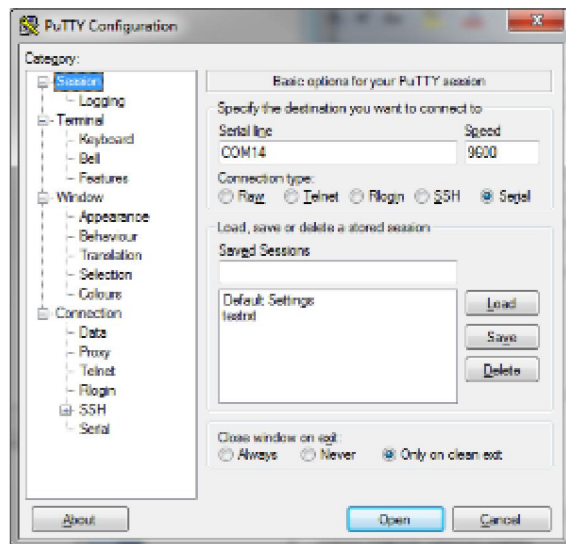 PuTTY Configuration
Category:
Session
Logging
Terminal
Keyboard
Bell
Features
Window
Appearance
Behaviour
Translation
Selection
Colours
Connection
Data
Proxy
Telnet
Rlogin
SSH
Serial
Basic options for your PuTTY session
Specify the destination you want to connect to
Serial line Speed
COM14 9600
Connection type:
Raw Telnet Rlogin SSH Serial
Load, save or delete a stored session
Saved Sessions
Default Settings
Load
Save
Delete
Close window on exit:
Always Never Only on clean exit
About Open Cancel